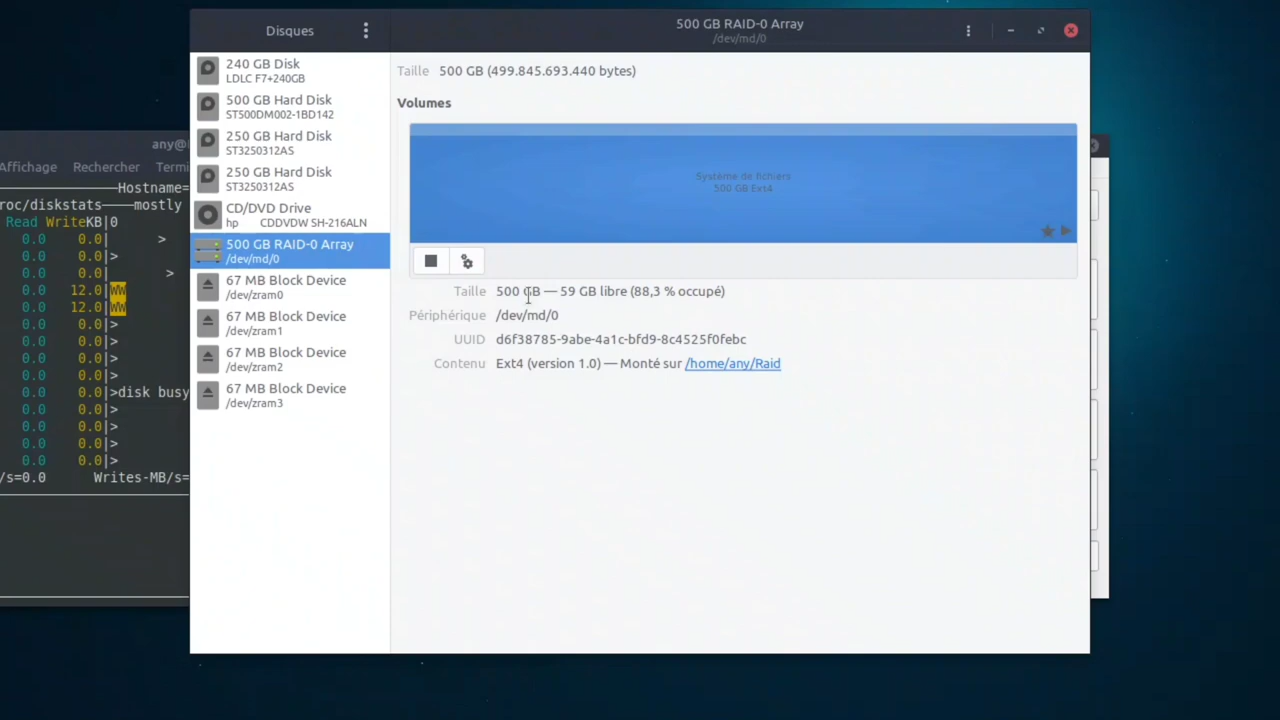 Disques
500 GB RAID-0 Array
/dev/md/0
240 GB Disk
LDLC F7+240GB
500 GB Hard Disk
ST500DM002-1BD142
250 GB Hard Disk
ST3250312AS
250 GB Hard Disk
ST3250312AS
CD/DVD Drive
hp CDDVDW SH-216ALN
500 GB RAID-0 Array
/dev/md/0
67 MB Block Device
/dev/zram0
67 MB Block Device
/dev/zram1
67 MB Block Device
/dev/zram2
67 MB Block Device
/dev/zram3
Taille 500 GB (499.845.693.440 bytes)
Volumes
Système de fichiers
500 GB Ext4
Taille 500 GB — 59 GB libre (88,3 % occupé)
Périphérique /dev/md/0
UUID d6f38785-9abe-4a1c-bfd9-8c4525f0febc
Contenu Ext4 (version 1.0) — Monté sur /home/any/Raid
any@
Affichage Rechercher Termi
Hostname=
roc/diskstats mostly
Read WriteKB|0
0.0 0.0| >
0.0 0.0|>
0.0 0.0| >
0.0 12.0|WW
0.0 12.0|WW
0.0 0.0|>
0.0 0.0|>
0.0 0.0|>
0.0 0.0|>
0.0 0.0|>disk busy
0.0 0.0|>
0.0 0.0|>
0.0 0.0|>
0.0 0.0|>
/s=0.0 Writes-MB/s=